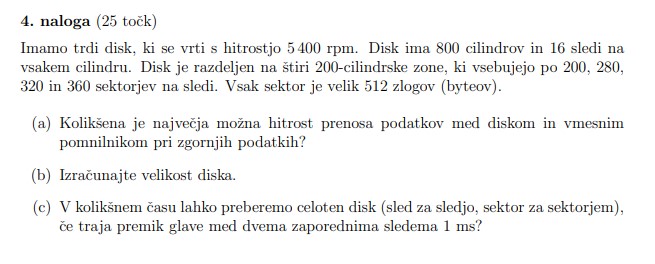 4. naloga (25 točk)
Imamo trdi disk, ki se vrti s hitrostjo 5 400 rpm. Disk ima 800 cilindrov in 16 sledi na
vsakem cilindru. Disk je razdeljen na štiri 200-cilindrske zone, ki vsebujejo po 200, 280,
320 in 360 sektorjev na sledi. Vsak sektor je velik 512 zlogov (byteov).
(a) Kolikšena je največja možna hitrost prenosa podatkov med diskom in vmesnim
pomnilnikom pri zgornjih podatkih?
(b) Izračunajte velikost diska.
(c) V kolikšnem času lahko preberemo celoten disk (sled za sledjo, sektor za sektorjem),
če traja premik glave med dvema zaporednima sledema 1 ms?